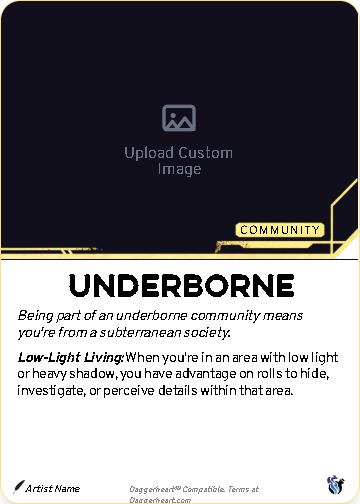 Upload Custom
Image
COMMUNITY
UNDERBORNE
Being part of an underborne community means
you're from a subterranean society.
Low-Light Living: When you're in an area with low light
or heavy shadow, you have advantage on rolls to hide,
investigate, or perceive details within that area.
Artist Name
Daggerheart™ Compatible. Terms at
Daggerheart.com